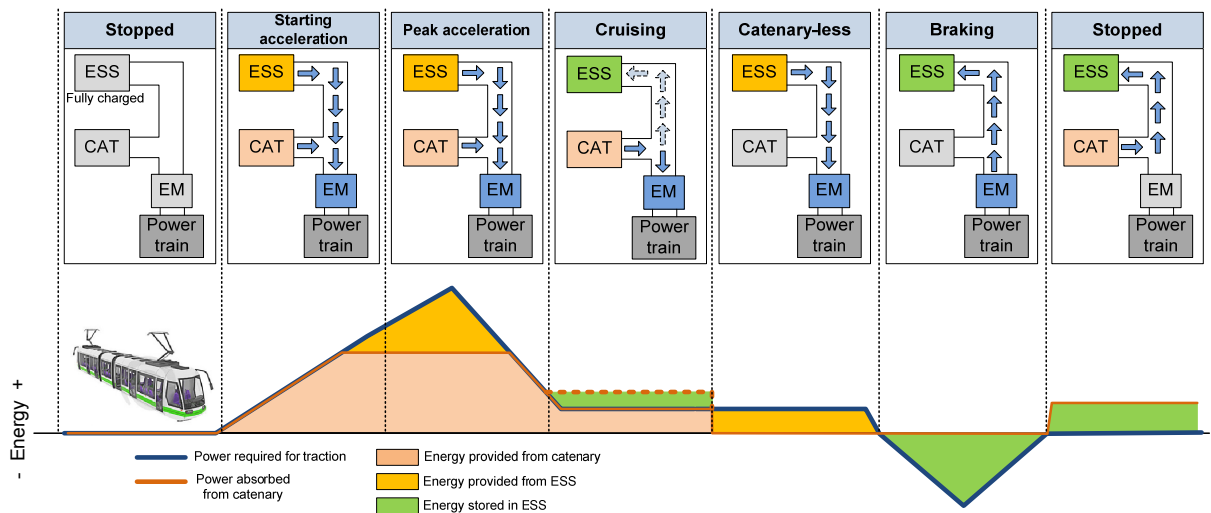 Stopped
ESS
Fully charged
CAT
EM
Power
train
Starting
acceleration
ESS
CAT
EM
Power
train
Peak acceleration
ESS
CAT
EM
Power
train
Cruising
ESS
CAT
EM
Power
train
Catenary-less
ESS
CAT
EM
Power
train
Braking
ESS
CAT
EM
Power
train
Stopped
ESS
CAT
EM
Power
train
- Energy +
Power required for traction
Power absorbed
from catenary
Energy provided from catenary
Energy provided from ESS
Energy stored in ESS